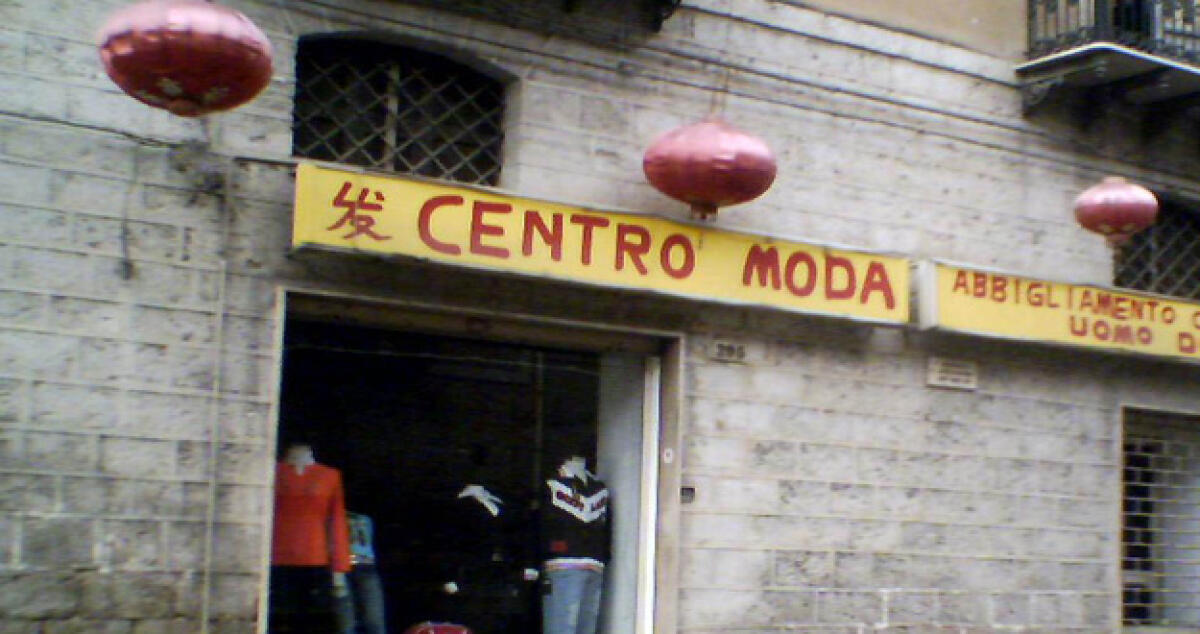 发 CENTRO MODA
ABBIGLIAMENTO
UOMO